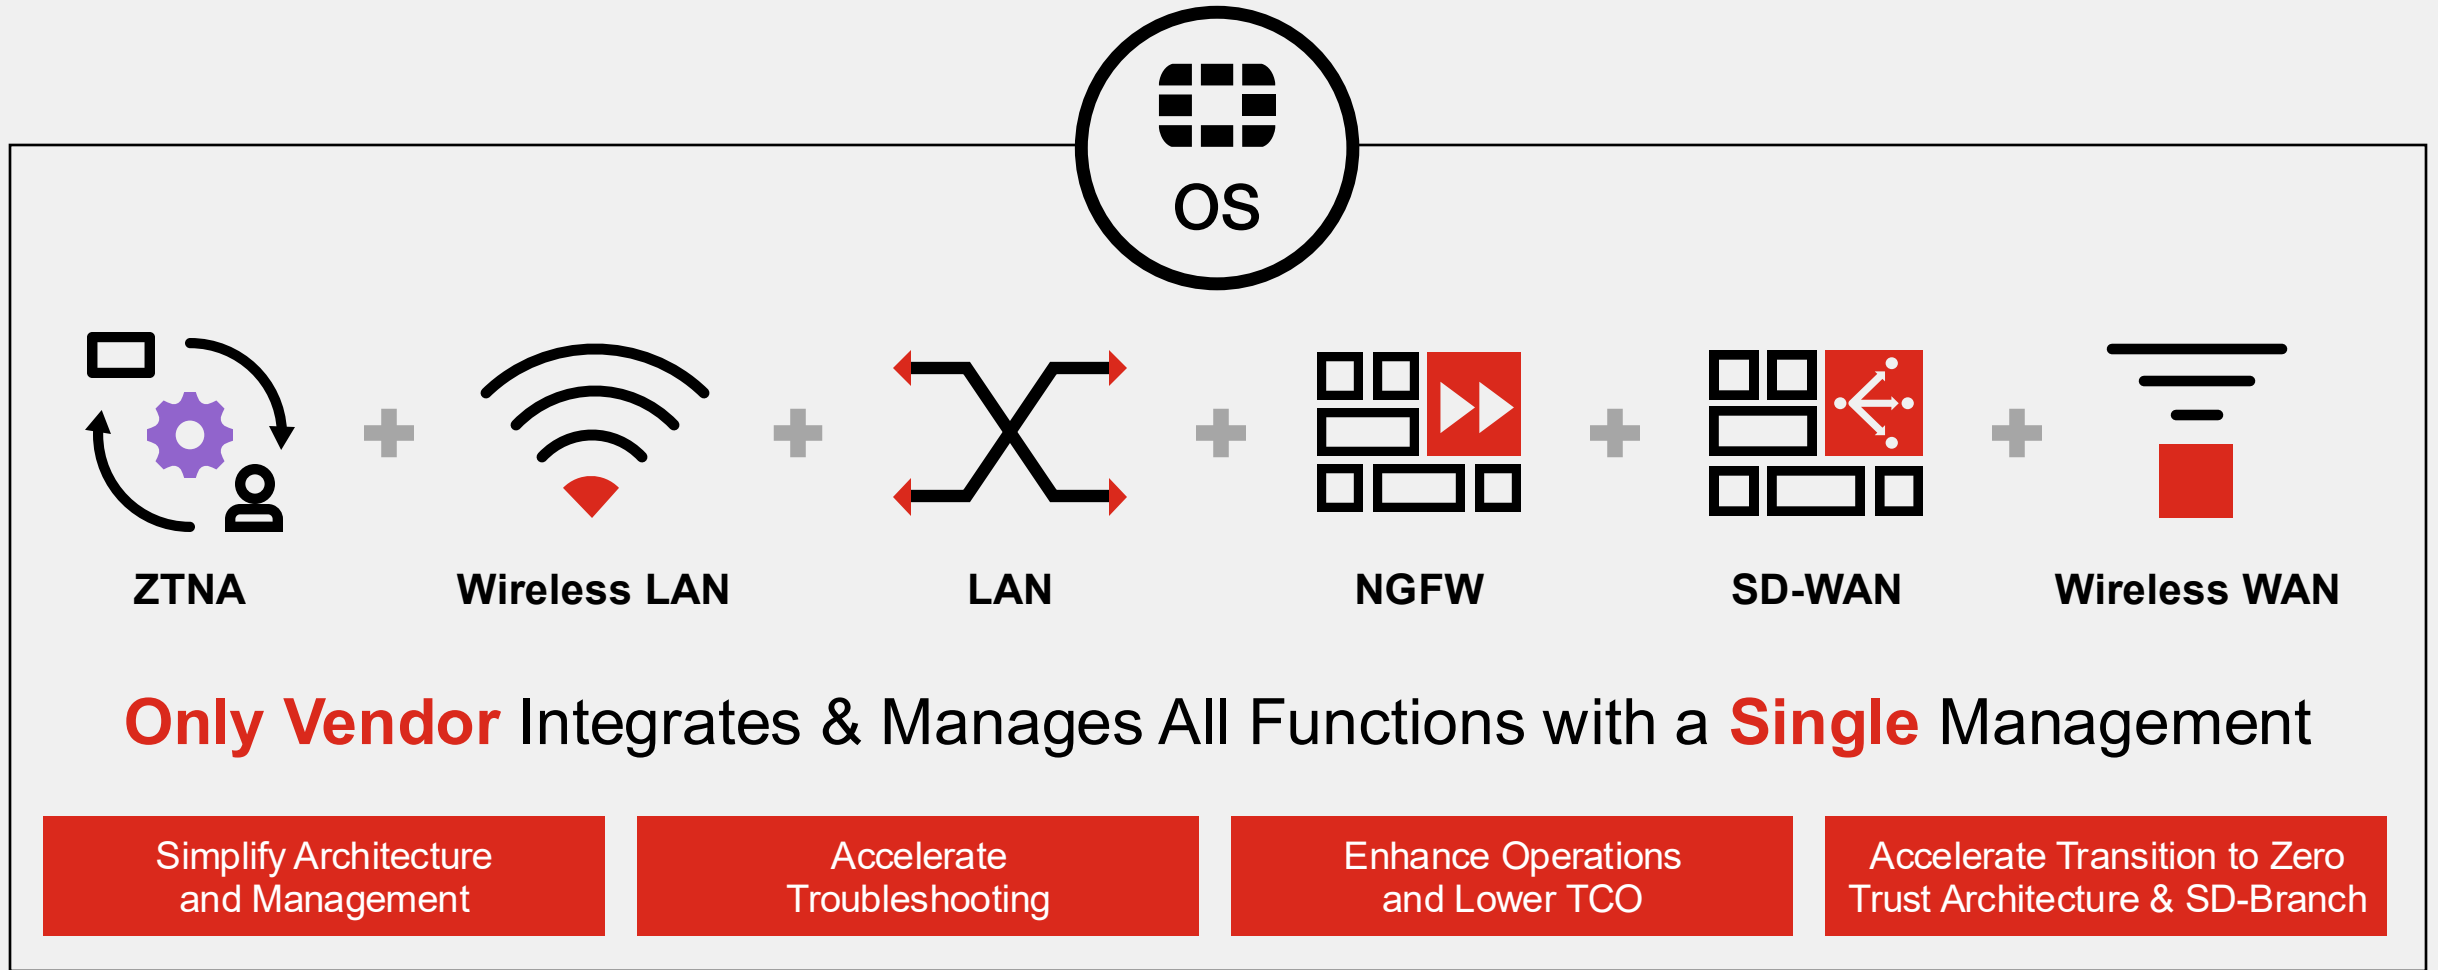 OS
ZTNA
Wireless LAN
LAN
NGFW
SD-WAN
Wireless WAN
Only Vendor Integrates & Manages All Functions with a Single Management
Simplify Architecture
and Management
Accelerate
Troubleshooting
Enhance Operations
and Lower TCO
Accelerate Transition to Zero
Trust Architecture & SD-Branch